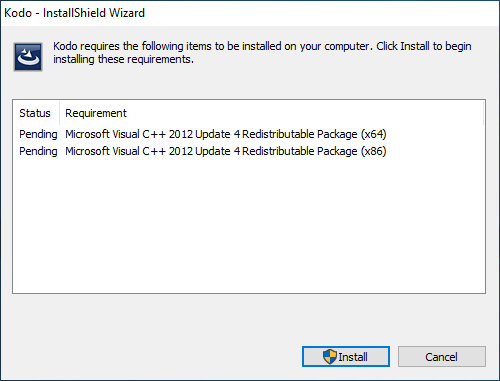 Kodo - InstallShield Wizard
Kodo requires the following items to be installed on your computer. Click Install to begin
installing these requirements.
Status Requirement
Pending Microsoft Visual C++ 2012 Update 4 Redistributable Package (x64)
Pending Microsoft Visual C++ 2012 Update 4 Redistributable Package (x86)
Install Cancel